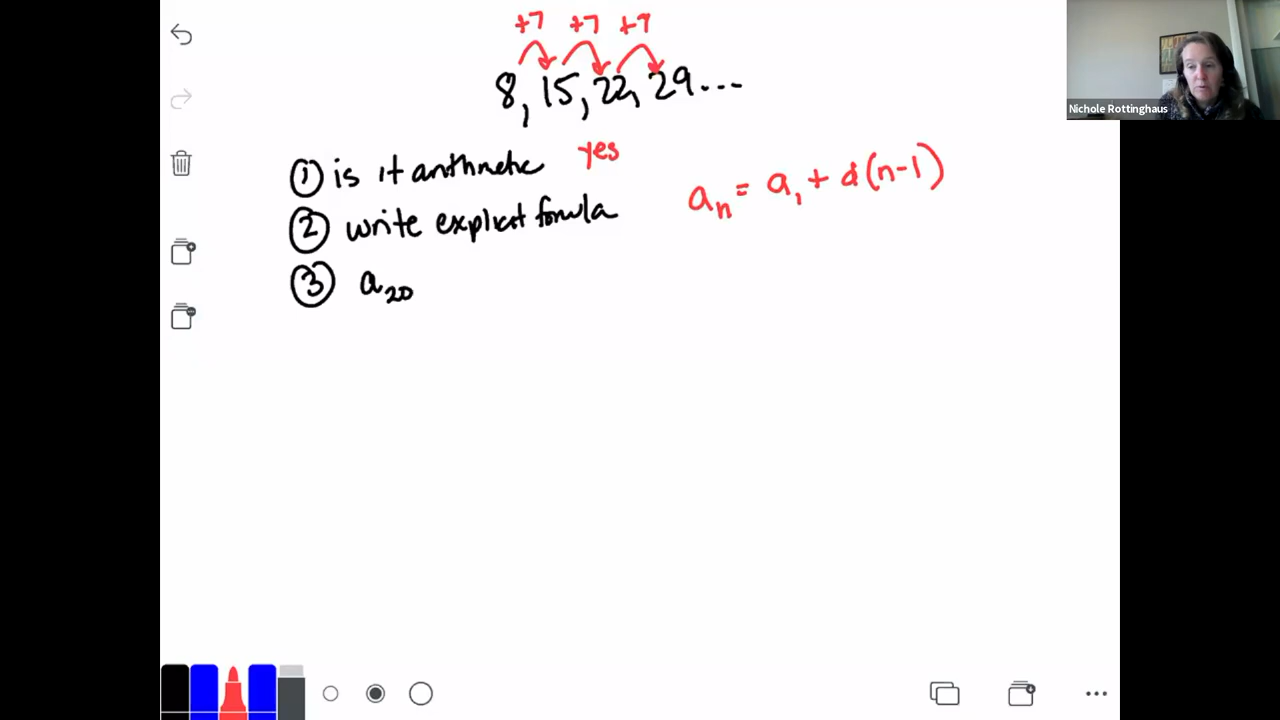 +7 +7 +7
8, 15, 22, 29...
① is it arithmetic yes
② write explicit formula
aₙ = a₁ + d(n-1)
③ a₂₀
Nichole Rottinghaus